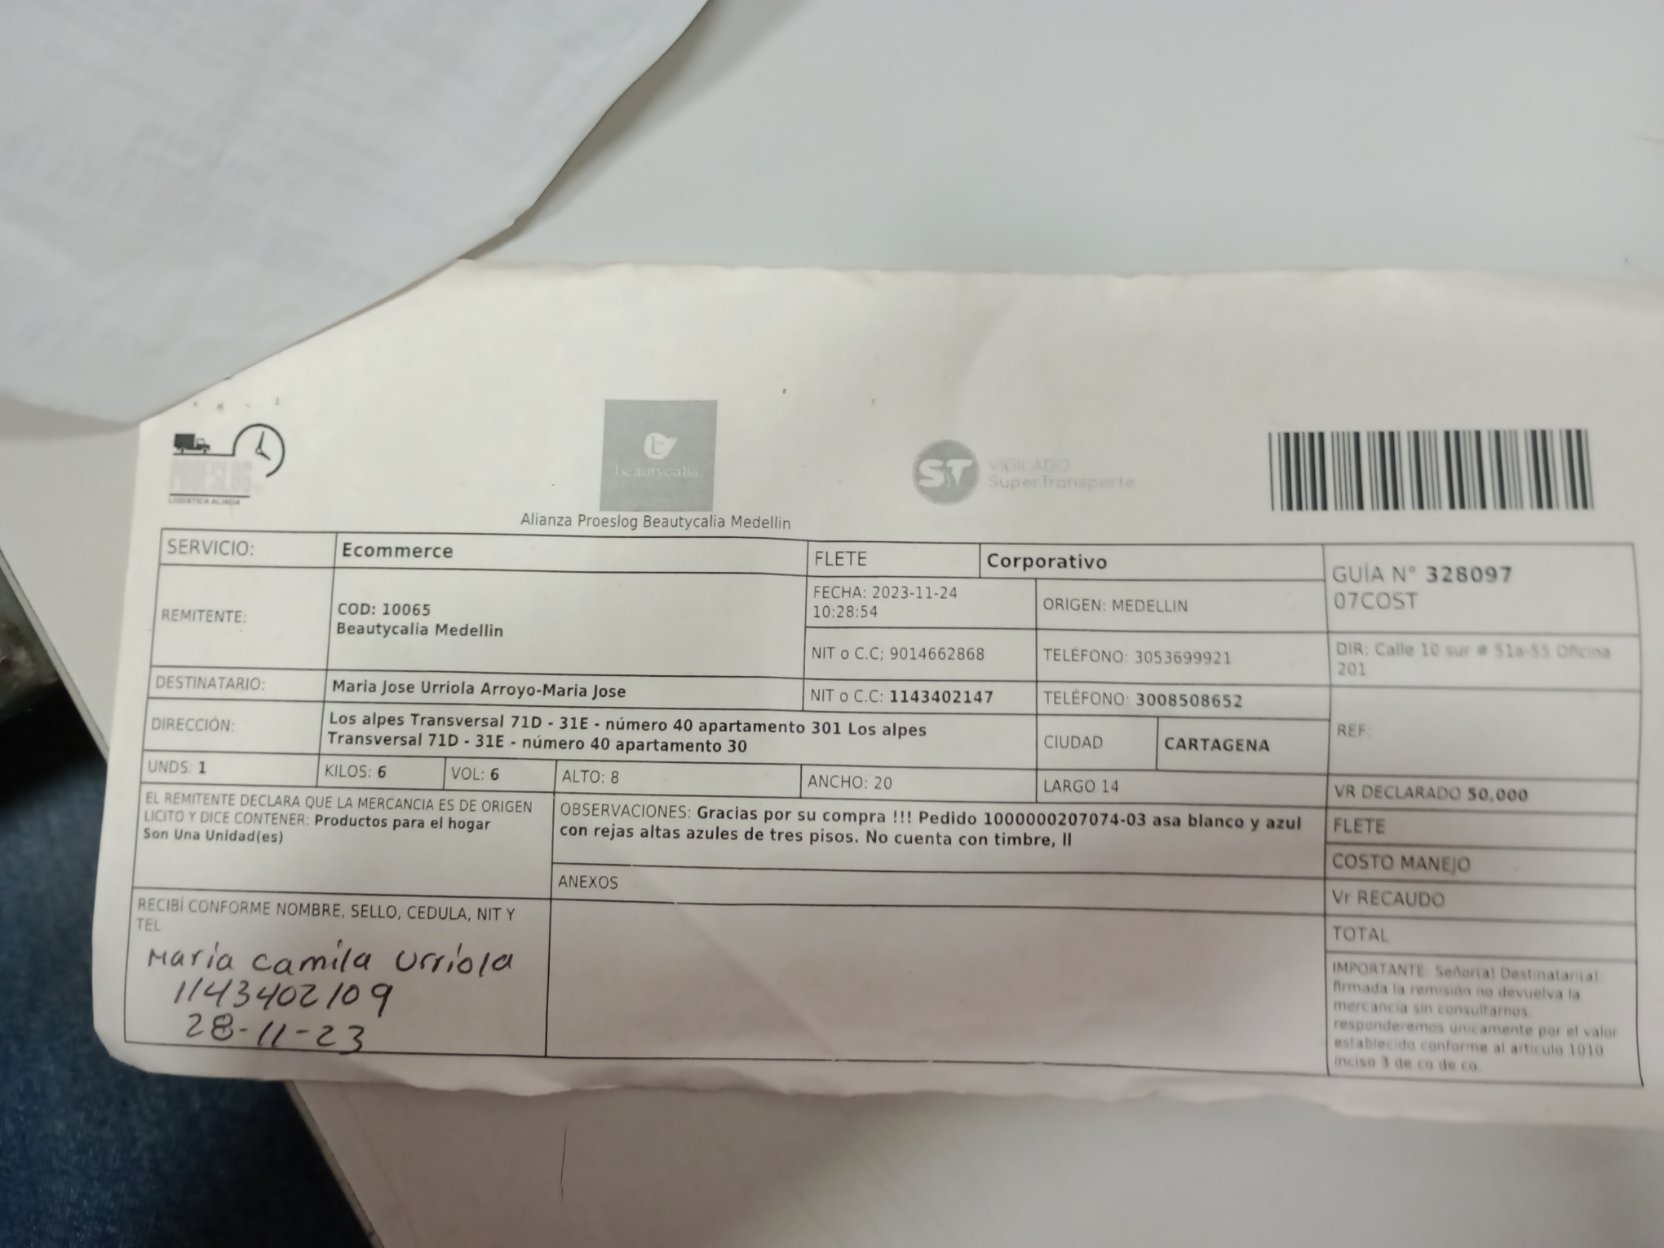 PROESLOG
LOGISTICA ALIADA
beautycalia
Alianza Proeslog Beautycalia Medellin
ST VIGILADO
SuperTransporte
SERVICIO: Ecommerce FLETE Corporativo
GUÍA N° 328097
07COST
REMITENTE: COD: 10065
Beautycalia Medellin
FECHA: 2023-11-24
10:28:54
ORIGEN: MEDELLIN
NIT o C.C; 9014662868 TELÉFONO: 3053699921
DIR: Calle 10 sur # 51a-55 Oficina
201
DESTINATARIO: Maria Jose Urriola Arroyo-Maria Jose NIT o C.C: 1143402147 TELÉFONO: 3008508652
DIRECCIÓN: Los alpes Transversal 71D - 31E - número 40 apartamento 301 Los alpes
Transversal 71D - 31E - número 40 apartamento 30
CIUDAD CARTAGENA
REF:
UNDS: 1 KILOS: 6 VOL: 6 ALTO: 8 ANCHO: 20 LARGO 14
VR DECLARADO 50,000
EL REMITENTE DECLARA QUE LA MERCANCIA ES DE ORIGEN
LICITO Y DICE CONTENER: Productos para el hogar
Son Una Unidad(es)
OBSERVACIONES: Gracias por su compra !!! Pedido 1000000207074-03 asa blanco y azul
con rejas altas azules de tres pisos. No cuenta con timbre, ll
ANEXOS
FLETE
COSTO MANEJO
Vr RECAUDO
TOTAL
RECIBÍ CONFORME NOMBRE, SELLO, CEDULA, NIT Y
TEL
Maria Camila Urriola
1143402109
28-11-23
IMPORTANTE: Señor(a) Destinatari(a)
firmada la remisión no devuelva la
mercancia sin consultarnos,
responderemos unicamente por el valor
establecido conforme al articulo 1010
inciso 3 de co de co.